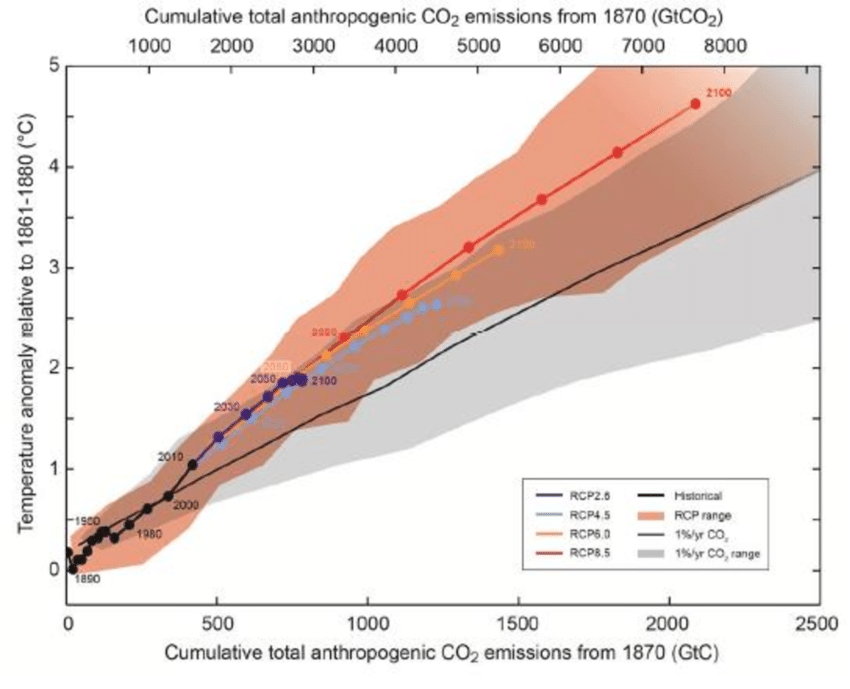 Cumulative total anthropogenic CO₂ emissions from 1870 (GtCO₂)
1000 2000 3000 4000 5000 6000 7000 8000
5
4
3
2
1
0
Temperature anomaly relative to 1861-1880 (°C)
2100
2100
2050
2050
2100
2030
2010
2000
1980
1900
1890
RCP2.6
RCP4.5
RCP6.0
RCP8.5
Historical
RCP range
1%/yr CO₂
1%/yr CO₂ range
0 500 1000 1500 2000 2500
Cumulative total anthropogenic CO₂ emissions from 1870 (GtC)